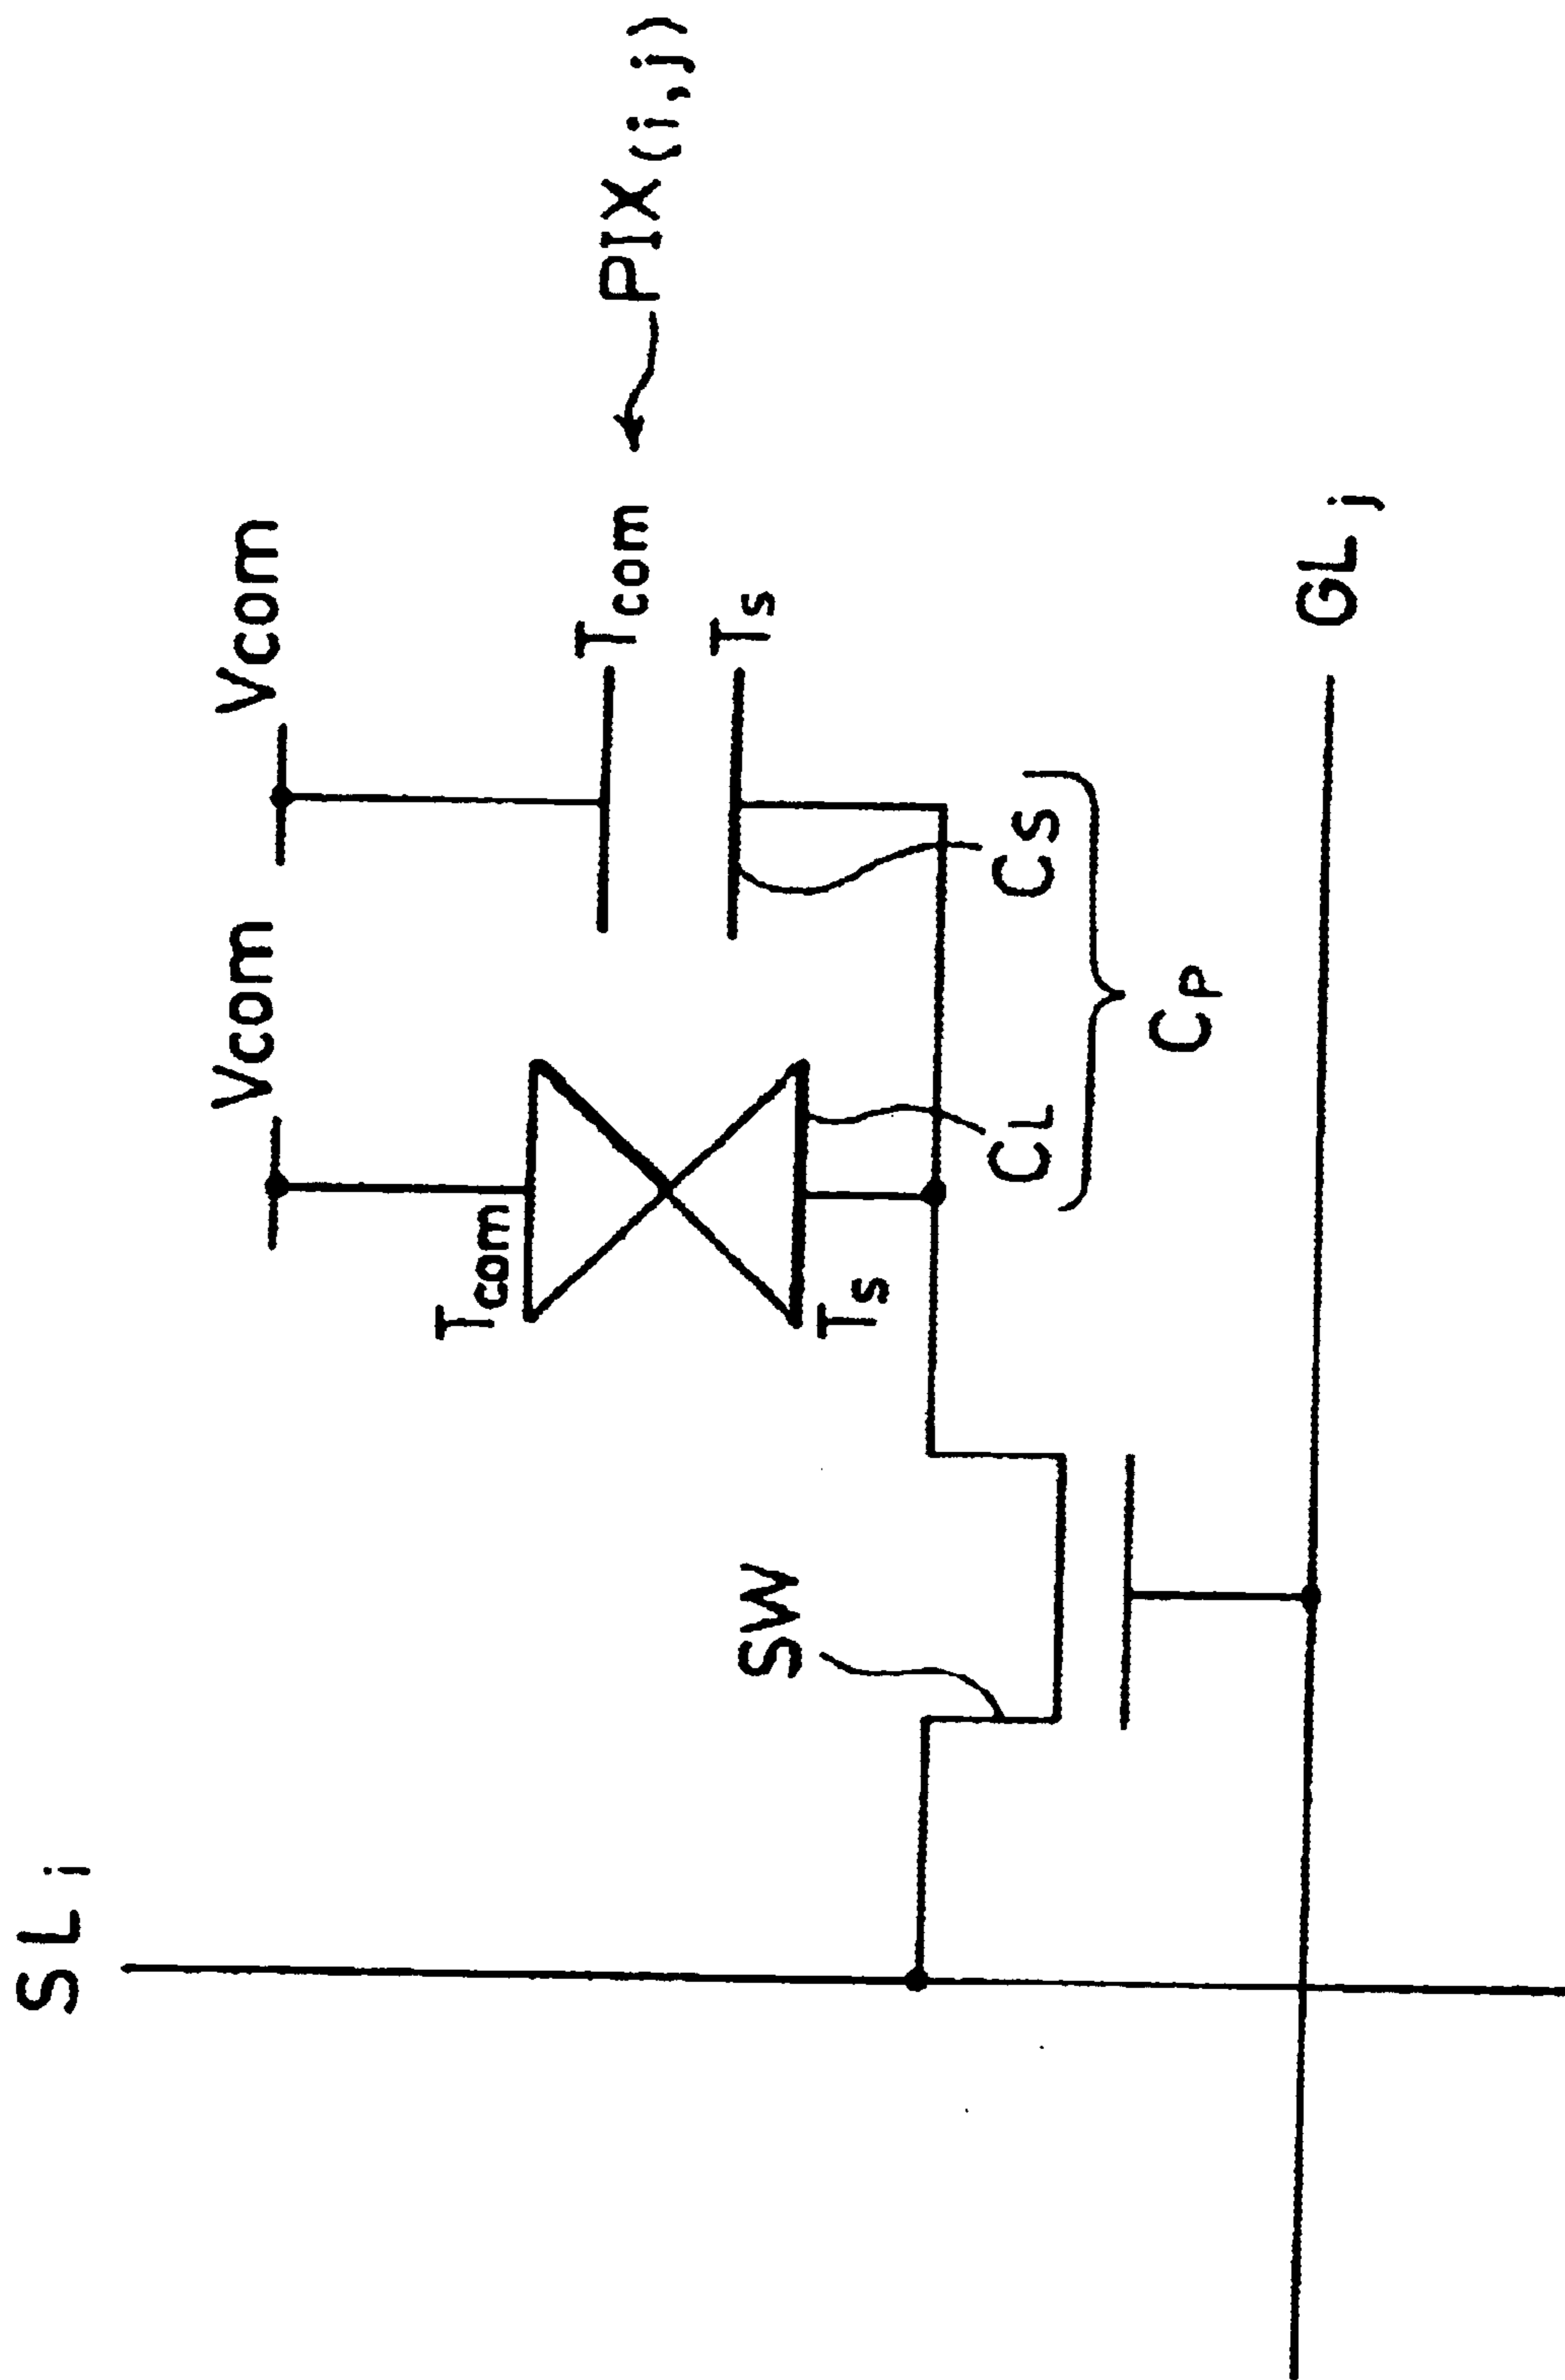 SLi
Vcom
Vcom
Tcom
Tcom
PIX(i,j)
Ts
Ts
SW
CL
CS
CP
GLj